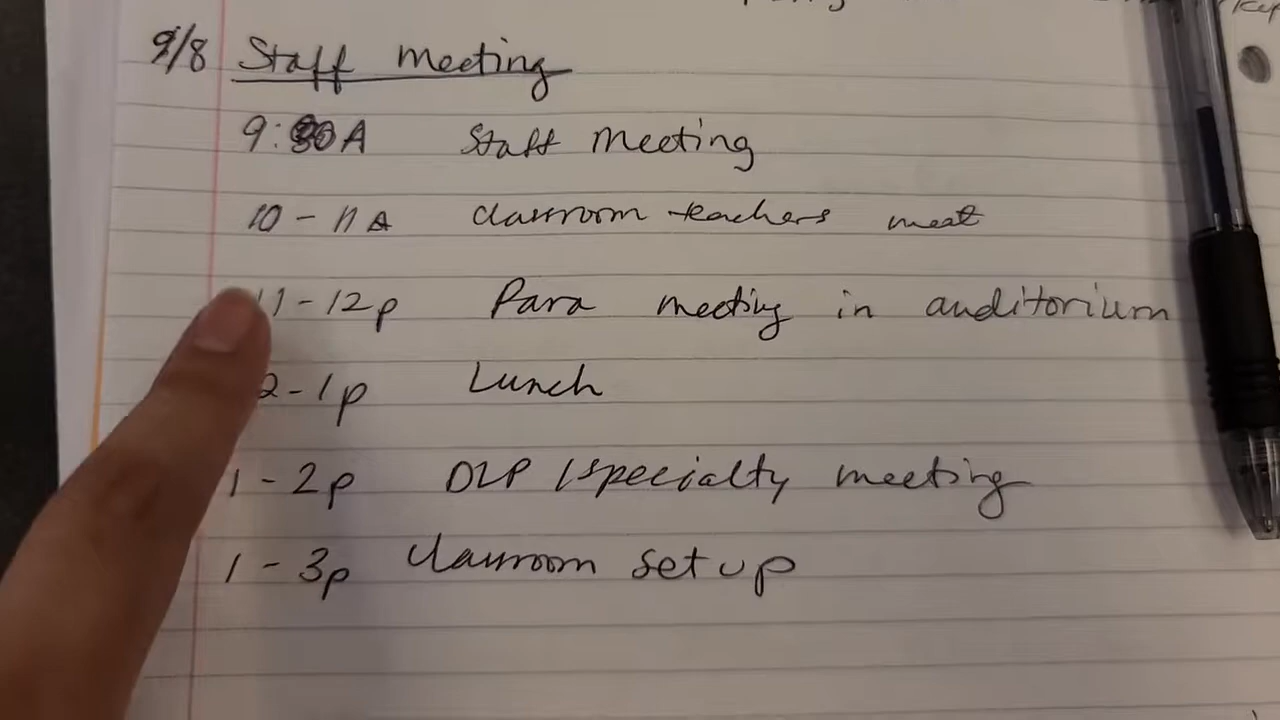 9/8 Staff meeting
9:30A Staff meeting
10 - 11A classroom teachers meet
11 - 12p Para meeting in auditorium
2 - 1p Lunch
1 - 2p DLP / specialty meeting
1 - 3p classroom set up